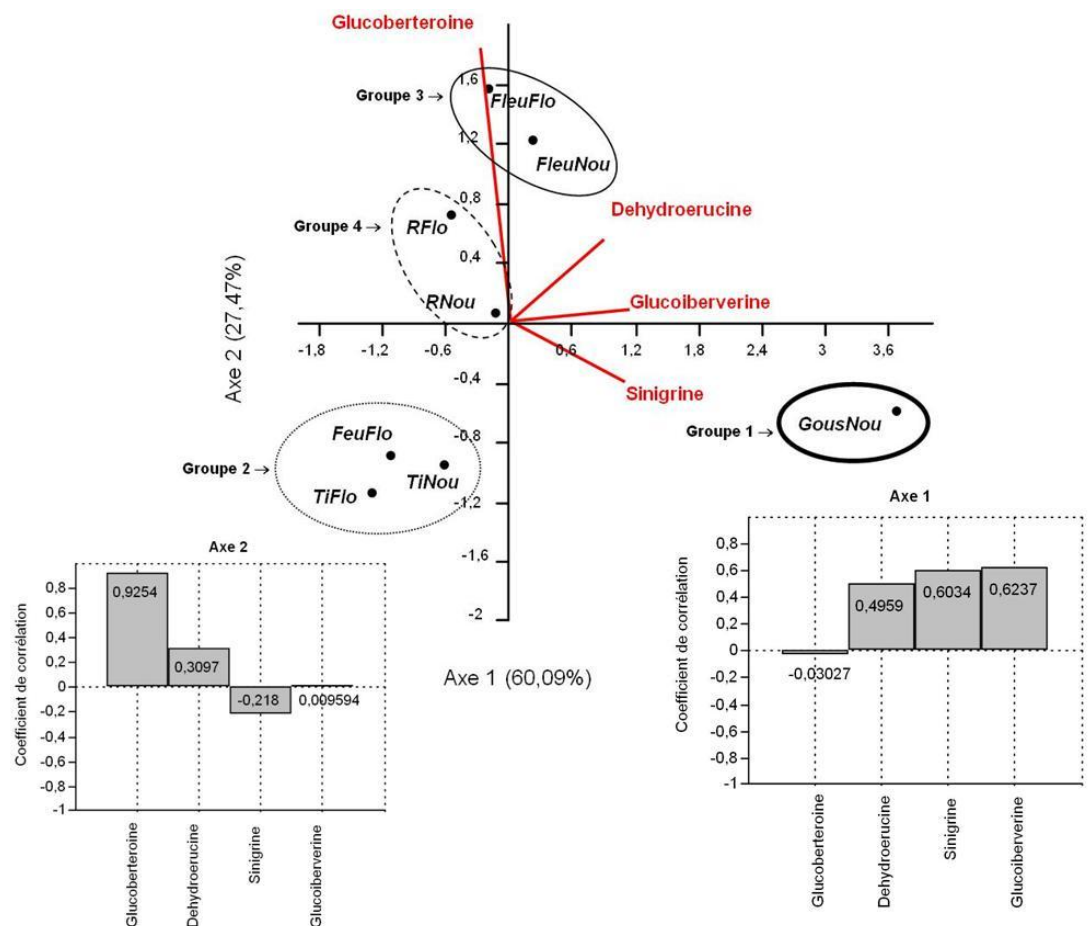 Glucoberteroine
1,6
Groupe 3 →
FleuFlo
1,2
FleuNou
0,8
Dehydroerucine
Groupe 4 →
RFlo
0,4
Axe 2 (27,47%)
RNou
Glucoiberverine
-1,8
-1,2
-0,6
0,6
1,2
1,8
2,4
3
3,6
-0,4
Sinigrine
GousNou
Groupe 1 →
-0,8
FeuFlo
Groupe 2 →
TiNou
TiFlo
-1,2
-1,6
-2
Axe 1 (60,09%)
Axe 2
Coefficient de corrélation
0,8
0,6
0,4
0,2
0
-0,2
-0,4
-0,6
-0,8
-1
0,9254
0,3097
-0,218
0,009594
Glucoberteroine
Dehydroerucine
Sinigrine
Glucoiberverine
Axe 1
Coefficient de corrélation
0,8
0,6
0,4
0,2
0
-0,2
-0,4
-0,6
-0,8
-1
-0,03027
0,4959
0,6034
0,6237
Glucoberteroine
Dehydroerucine
Sinigrine
Glucoiberverine